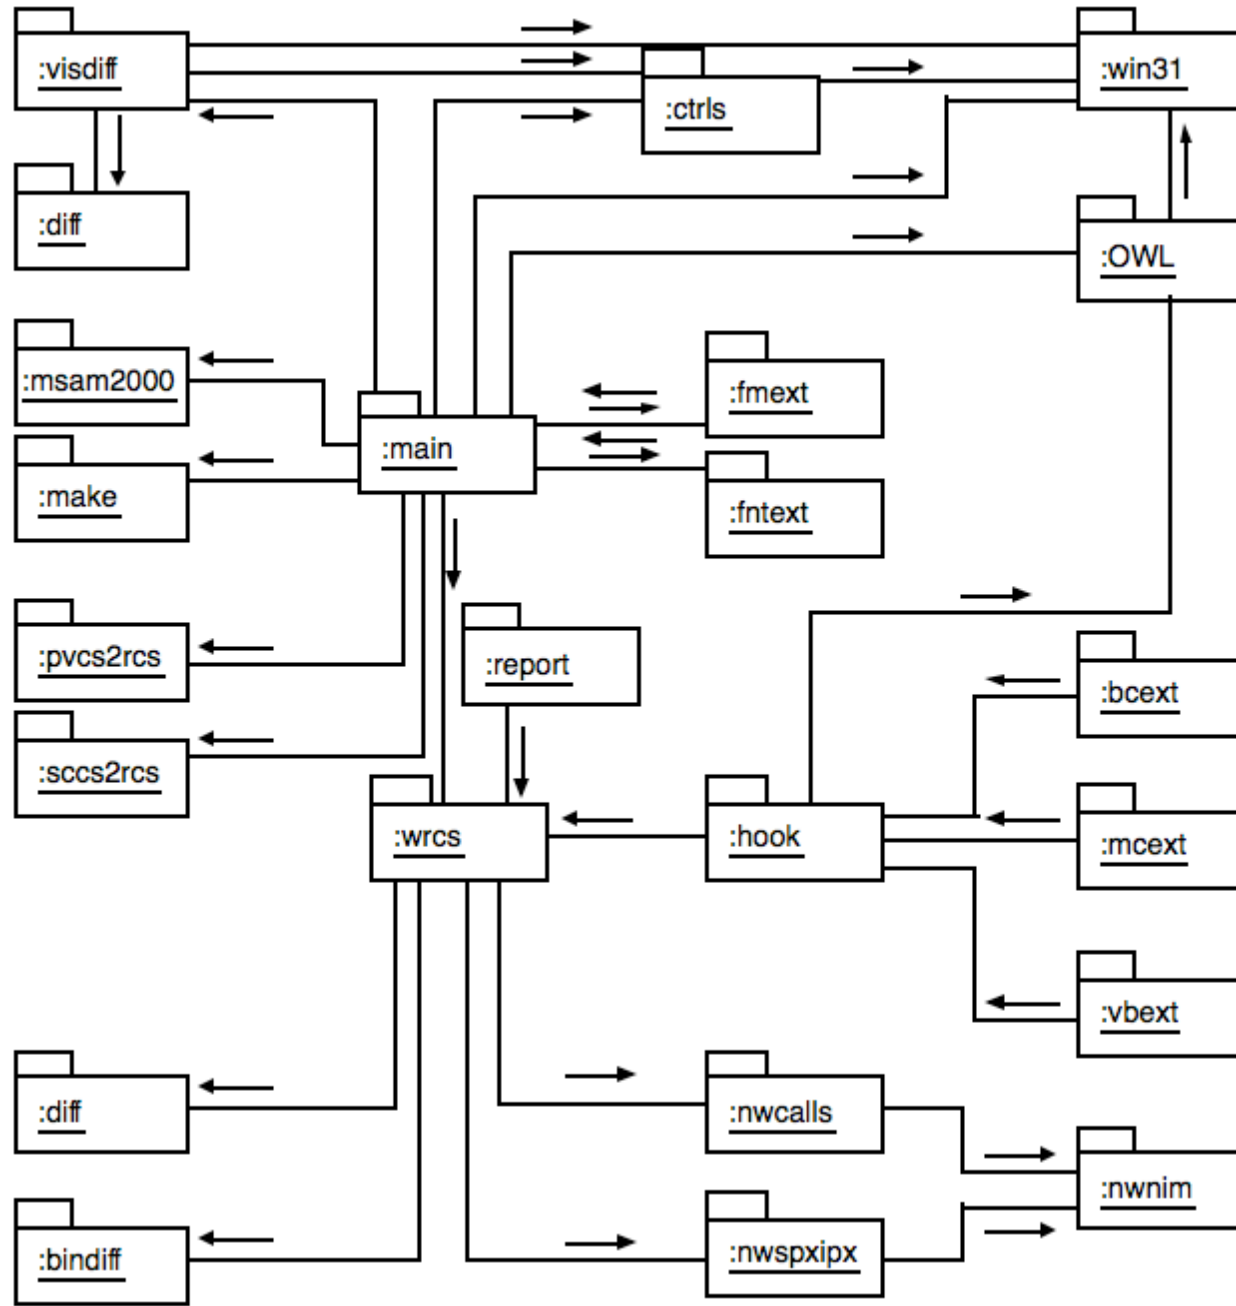 :visdiff
:win31
:ctrls
:diff
:OWL
:msam2000
:fmext
:main
:make
:fntext
:pvcs2rcs
:report
:bcext
:sccs2rcs
:wrcs
:hook
:mcext
:vbext
:diff
:nwcalls
:nwnim
:bindiff
:nwspxipx